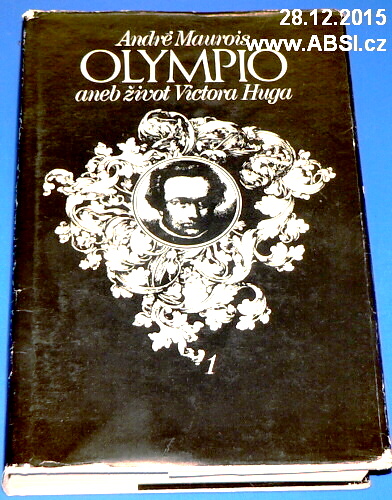 28.12.2015
www.ABSI.cz
André Maurois
OLYMPIO
aneb život Victora Huga
1